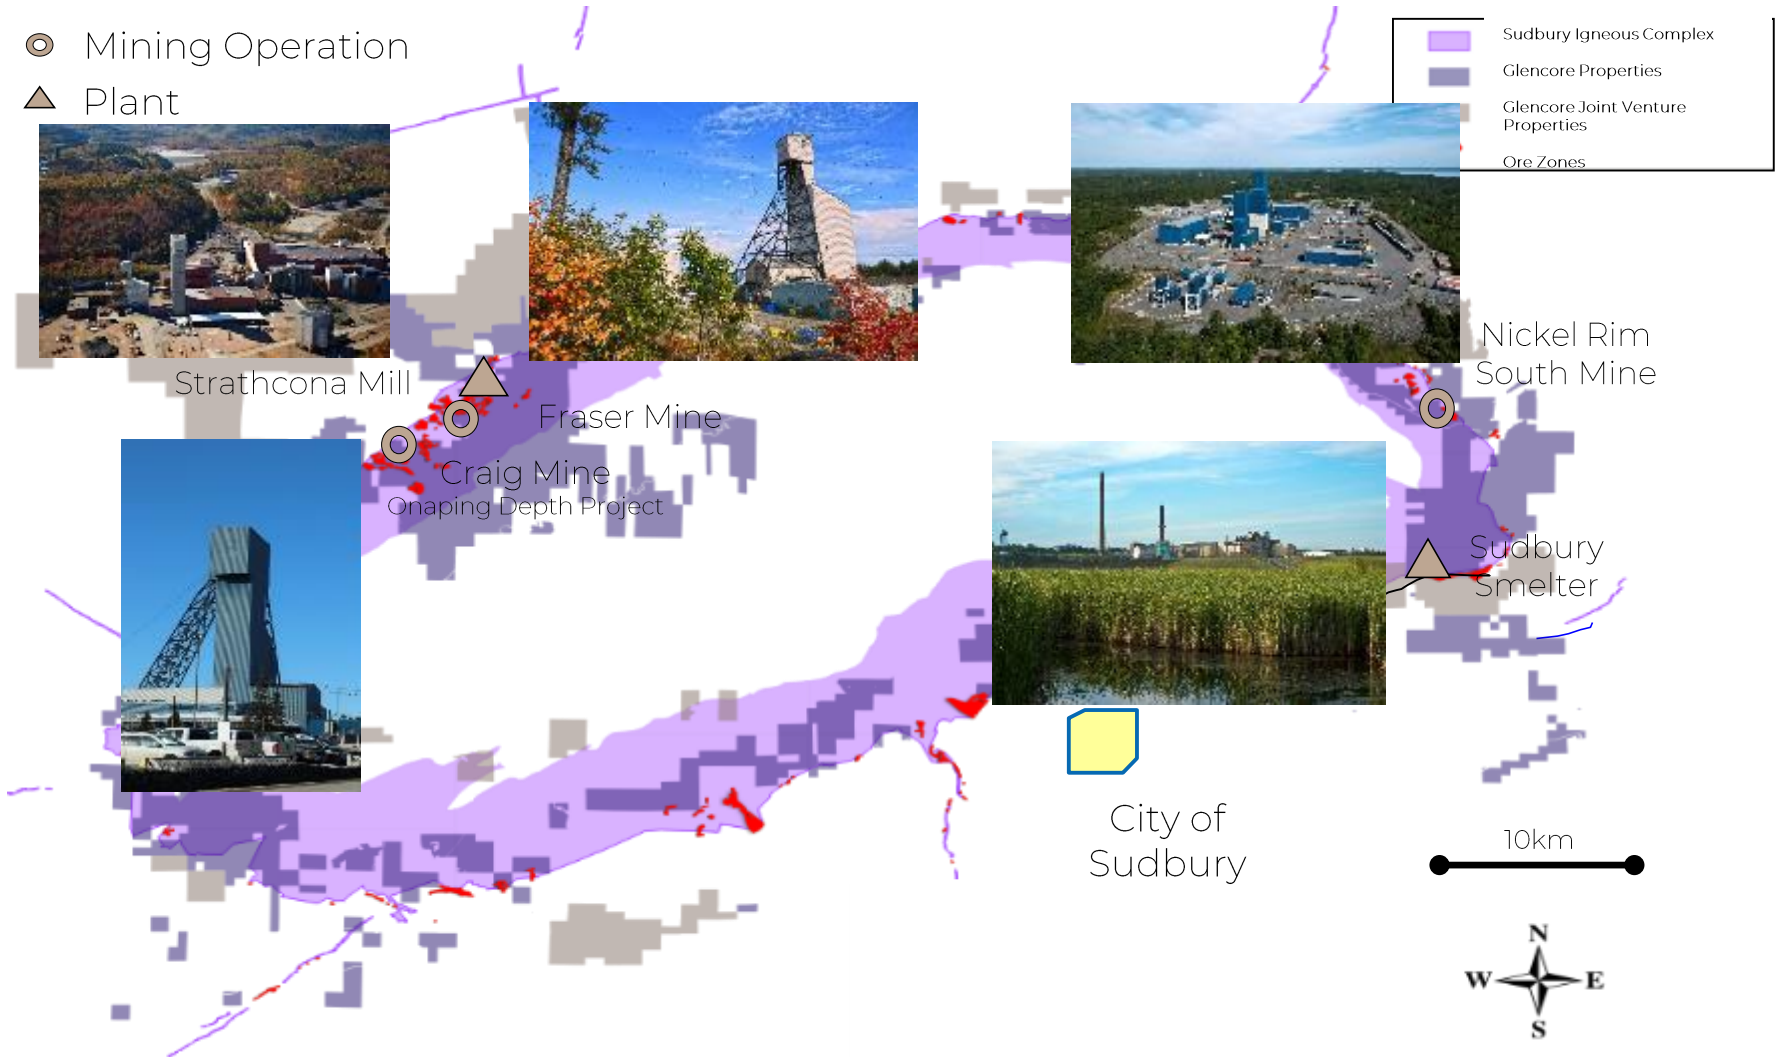 Mining Operation
Plant
Sudbury Igneous Complex
Glencore Properties
Glencore Joint Venture
Properties
Ore Zones
Nickel Rim
South Mine
Strathcona Mill
Fraser Mine
Craig Mine
Onaping Depth Project
Sudbury
Smelter
City of
Sudbury
10km
N
W
E
S